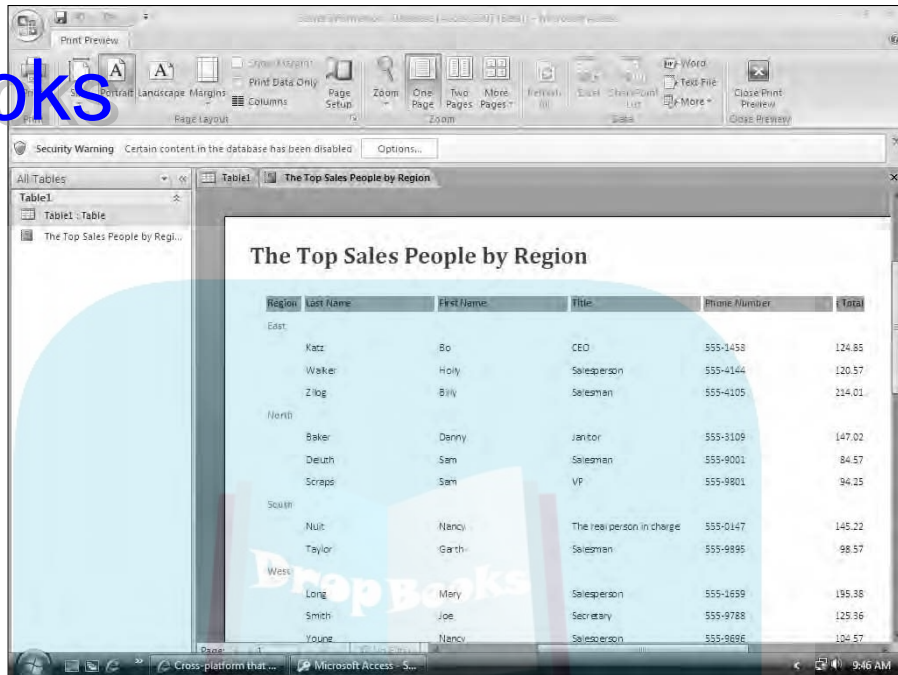 Print Preview
oks
Portrait Landscape Margins
Print Data Only
Columns
Page Setup
Zoom
One Page
Two Pages
More Pages
Word
Text File
More
Close Print Preview
Page Layout
Zoom
Data
Close Preview
Security Warning Certain content in the database has been disabled Options...
All Tables
Table1 The Top Sales People by Region
Table1
Table1 : Table
The Top Sales People by Regi...
The Top Sales People by Region
Region Last Name First Name Title Phone Number Total
East
Katz Bo CEO 555-1458 124.85
Walker Holly Salesperson 555-4144 120.57
Zilog Billy Salesman 555-4105 214.01
North
Baker Danny Janitor 555-3109 147.02
Deluth Sam Salesman 555-9001 84.57
Scraps Sam VP 555-9801 94.25
South
Nuit Nancy The real person in charge 555-0147 145.22
Taylor Garth Salesman 555-9895 98.57
West
Long Mary Salesperson 555-1659 195.38
Smith Joe Secretary 555-9788 125.36
Young Nancy Salesperson 555-9696 104.57
DropBooks
Page: 1
Cross-platform that ... Microsoft Access - S... 9:46 AM